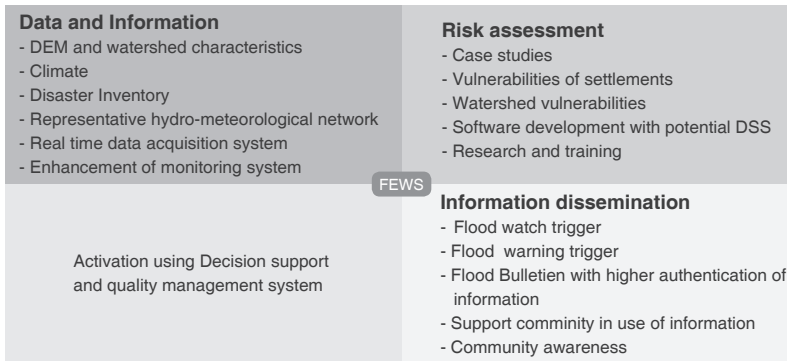 Data and Information
- DEM and watershed characteristics
- Climate
- Disaster Inventory
- Representative hydro-meteorological network
- Real time data acquisition system
- Enhancement of monitoring system
Risk assessment
- Case studies
- Vulnerabilities of settlements
- Watershed vulnerabilities
- Software development with potential DSS
- Research and training
FEWS
Activation using Decision support
and quality management system
Information dissemination
- Flood watch trigger
- Flood warning trigger
- Flood Bulletien with higher authentication of
information
- Support comminity in use of information
- Community awareness